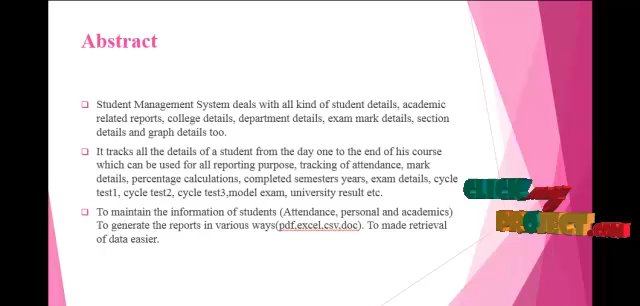 Abstract
Student Management System deals with all kind of student details, academic
related reports, college details, department details, exam mark details, section
details and graph details too.
It tracks all the details of a student from the day one to the end of his course
which can be used for all reporting purpose, tracking of attendance, mark
details, percentage calculations, completed semesters years, exam details, cycle
test1, cycle test2, cycle test3,model exam, university result etc.
To maintain the information of students (Attendance, personal and academics)
To generate the reports in various ways(pdf,excel,csv,doc). To made retrieval
of data easier.
CLICK
MY
PROJECT.COM